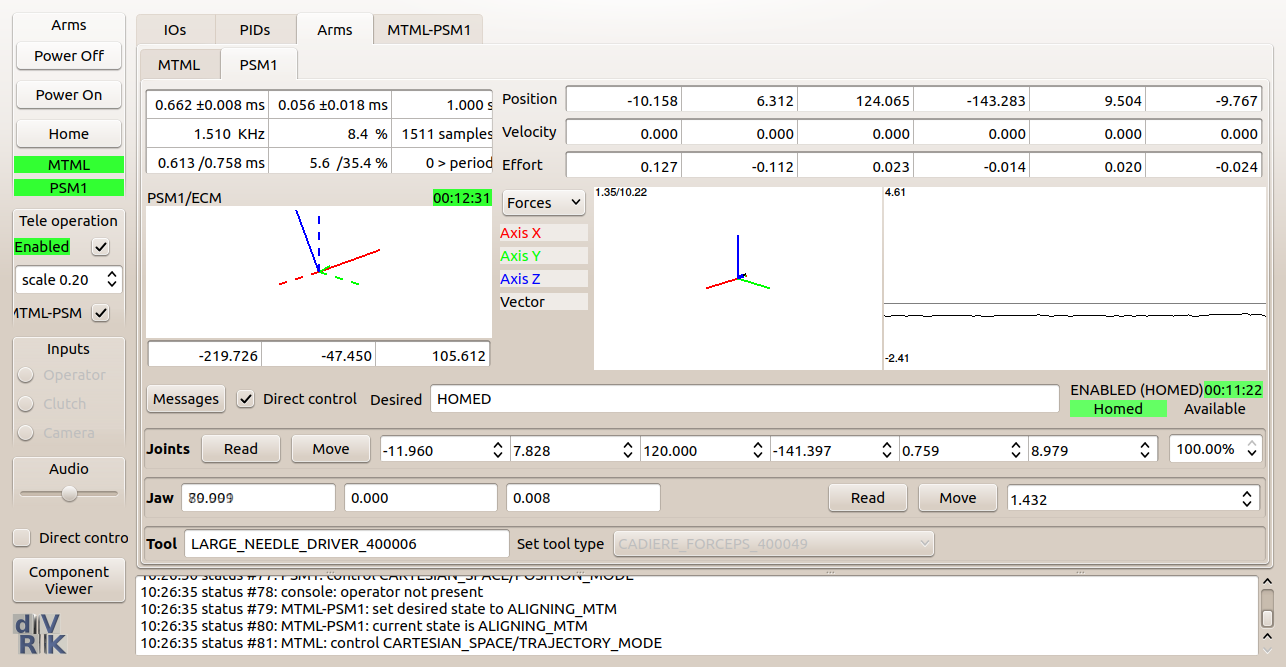 Arms
Power Off
Power On
Home
MTML
PSM1
Tele operation
Enabled
scale 0.20
MTML-PSM
Inputs
Operator
Clutch
Camera
Audio
Direct contro
Component
Viewer
dVRK
IOs PIDs Arms MTML-PSM1
MTML PSM1
0.662 ±0.008 ms 0.056 ±0.018 ms 1.000 s
1.510 KHz 8.4 % 1511 samples
0.613 /0.758 ms 5.6 /35.4 % 0 > period
Position -10.158 6.312 124.065 -143.283 9.504 -9.767
Velocity 0.000 0.000 0.000 0.000 0.000 0.000
Effort 0.127 -0.112 0.023 -0.014 0.020 -0.024
PSM1/ECM 00:12:31
-219.726 -47.450 105.612
Forces
Axis X
Axis Y
Axis Z
Vector
1.35/10.22
4.61
-2.41
Messages Direct control Desired HOMED
ENABLED (HOMED) 00:11:22
Homed Available
Joints Read Move -11.960 7.828 120.000 -141.397 0.759 8.979 100.00%
Jaw 0.000 0.008 Read Move 1.432
Tool LARGE_NEEDLE_DRIVER_400006 Set tool type CADIERE_FORCEPS_400049
10:26:30 status #77: PSM1: control CARTESIAN_SPACE/POSITION_MODE
10:26:35 status #78: console: operator not present
10:26:35 status #79: MTML-PSM1: set desired state to ALIGNING_MTM
10:26:35 status #80: MTML-PSM1: current state is ALIGNING_MTM
10:26:35 status #81: MTML: control CARTESIAN_SPACE/TRAJECTORY_MODE